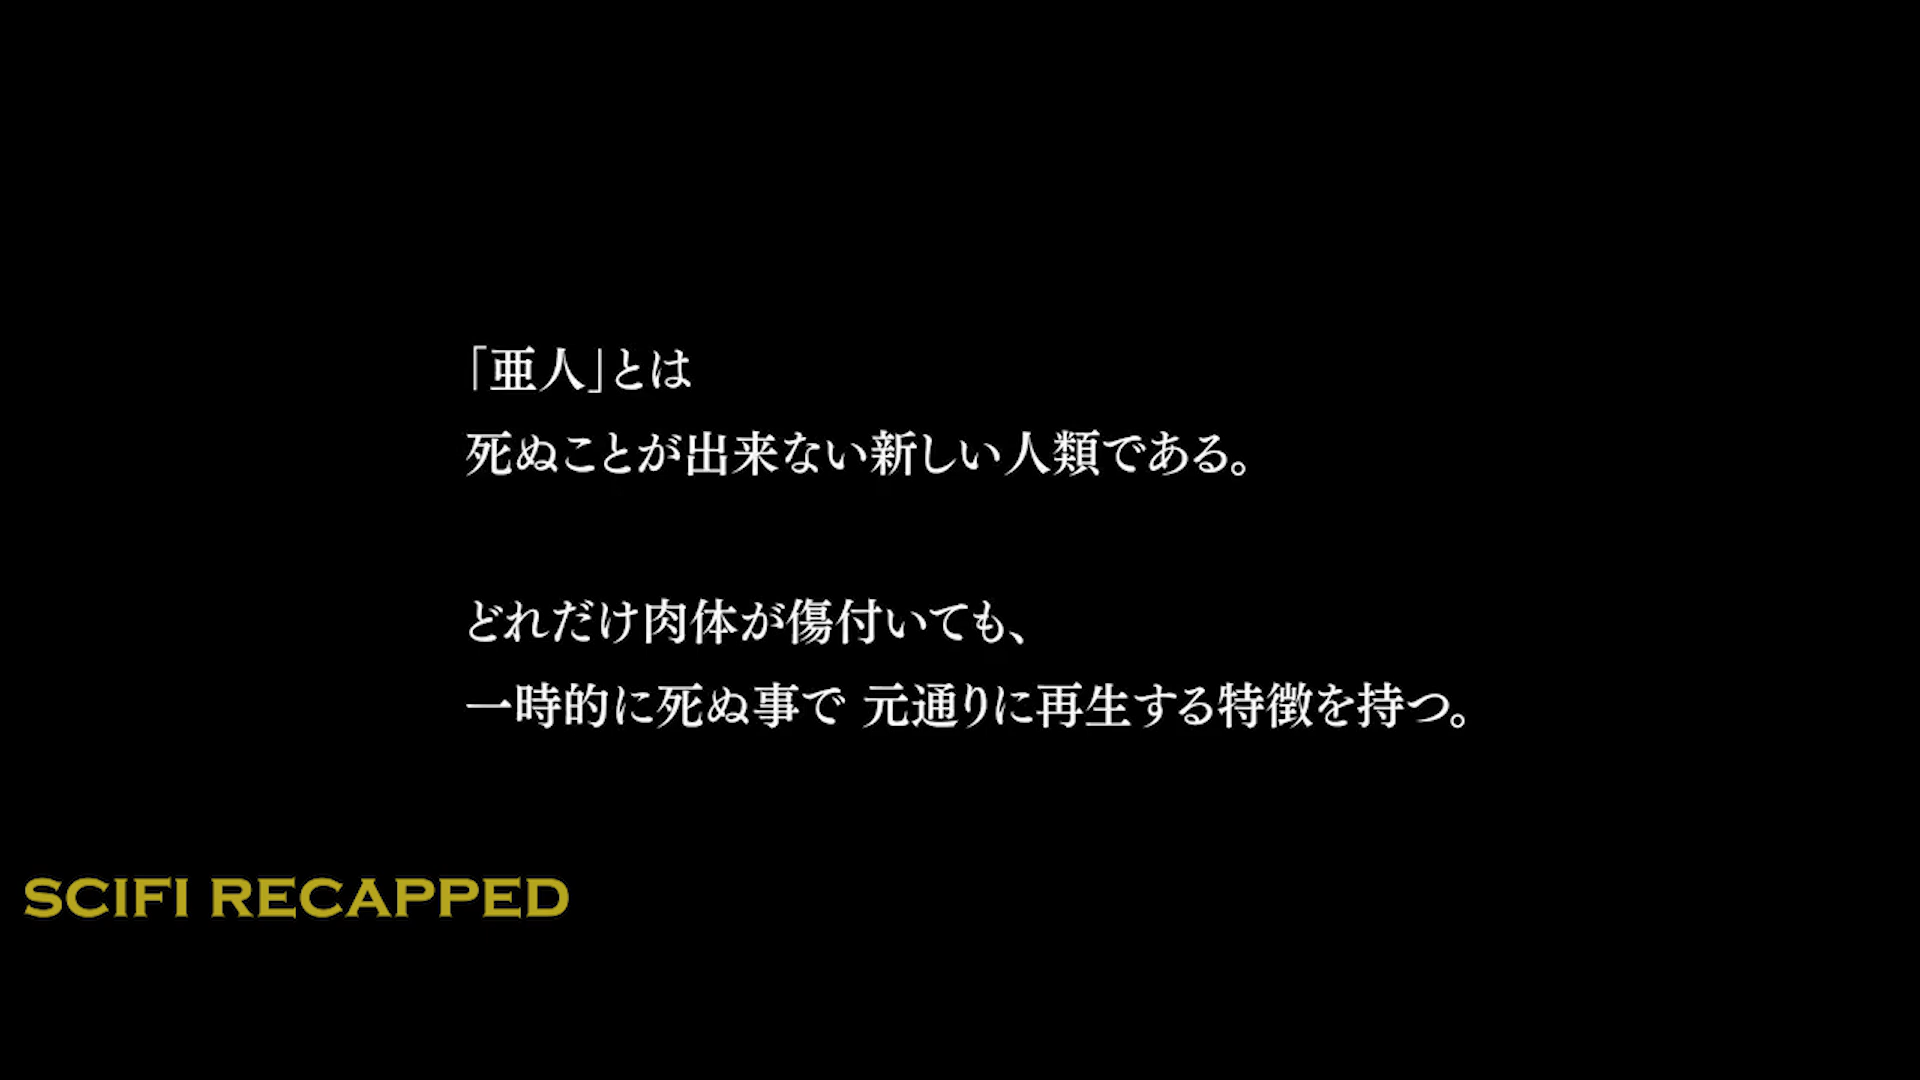 「亜人」とは
死ぬことが出来ない新しい人類である。
どれだけ肉体が傷付いても、
一時的に死ぬ事で 元通りに再生する特徴を持つ。
SCIFI RECAPPED